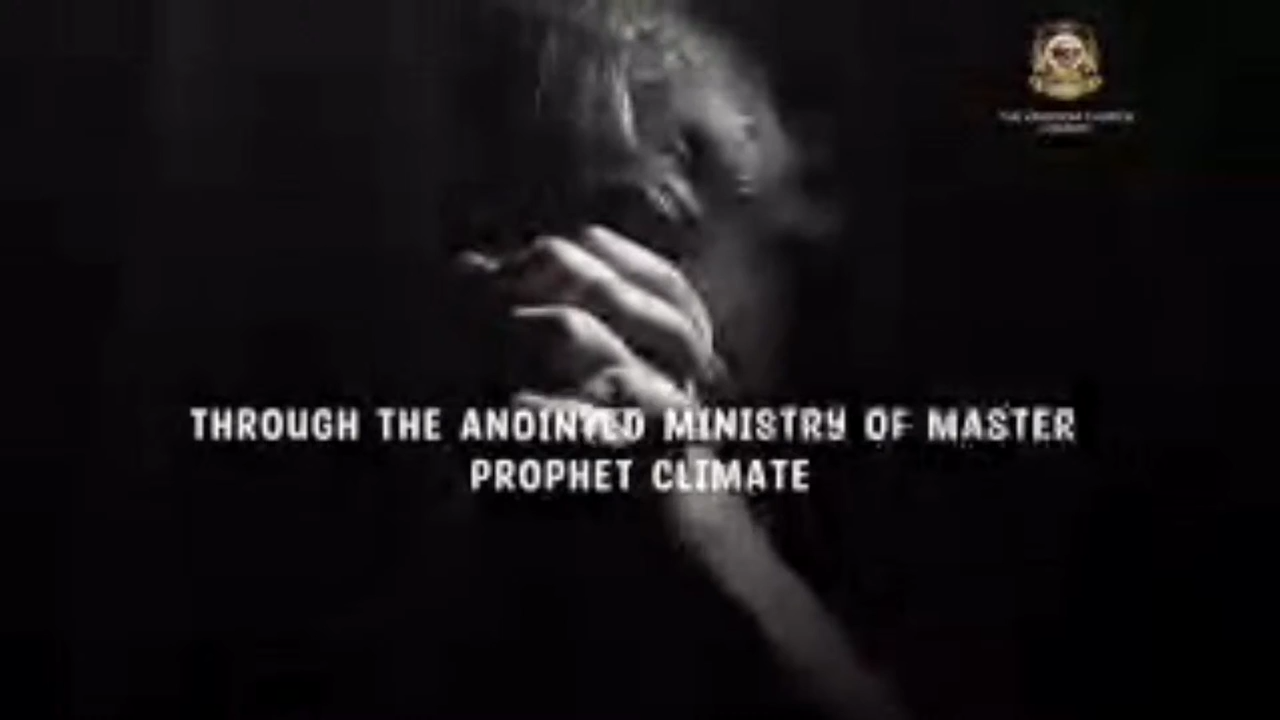 THROUGH THE ANOINTED MINISTRY OF MASTER
PROPHET CLIMATE